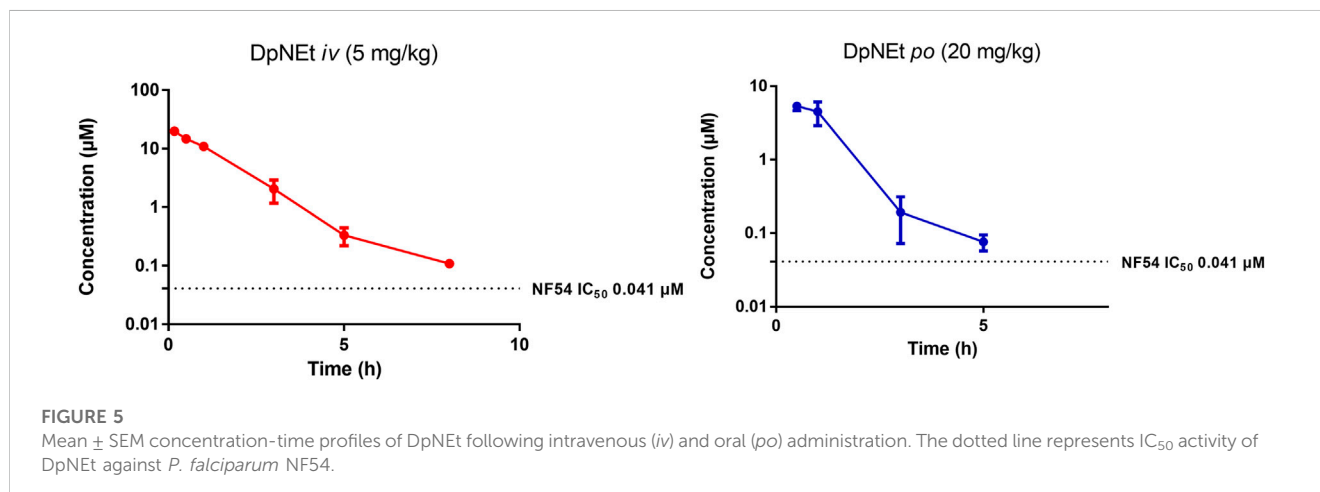 DpNEt iv (5 mg/kg)
Concentration (µM)
100
10
1
0.1
0.01
0
5
10
Time (h)
NF54 IC₅₀ 0.041 µM
DpNEt po (20 mg/kg)
Concentration (µM)
10
1
0.1
0.01
0
5
Time (h)
NF54 IC₅₀ 0.041 µM
FIGURE 5
Mean ± SEM concentration-time profiles of DpNEt following intravenous (iv) and oral (po) administration. The dotted line represents IC₅₀ activity of
DpNEt against P. falciparum NF54.